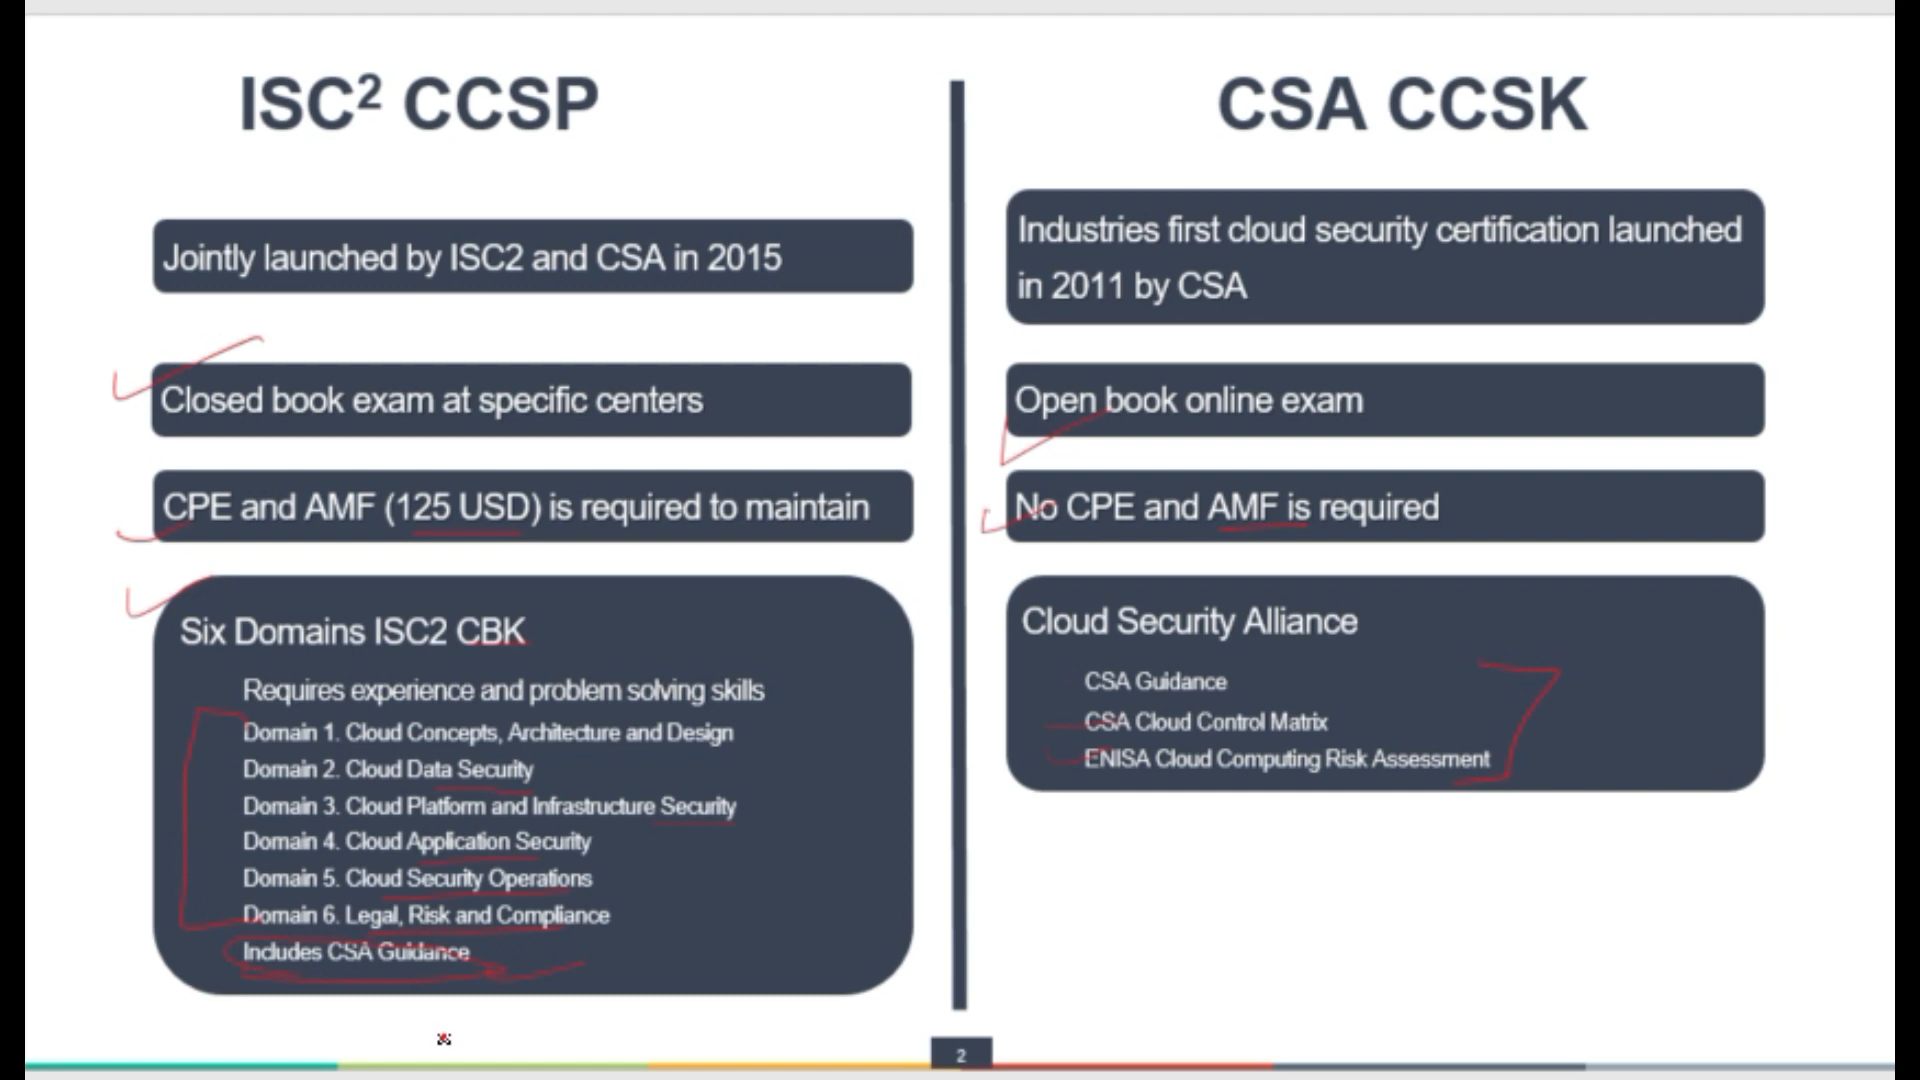 ISC² CCSP
Jointly launched by ISC2 and CSA in 2015
Closed book exam at specific centers
CPE and AMF (125 USD) is required to maintain
Six Domains ISC2 CBK
Requires experience and problem solving skills
Domain 1. Cloud Concepts, Architecture and Design
Domain 2. Cloud Data Security
Domain 3. Cloud Platform and Infrastructure Security
Domain 4. Cloud Application Security
Domain 5. Cloud Security Operations
Domain 6. Legal, Risk and Compliance
Includes CSA Guidance
CSA CCSK
Industries first cloud security certification launched
in 2011 by CSA
Open book online exam
No CPE and AMF is required
Cloud Security Alliance
CSA Guidance
CSA Cloud Control Matrix
ENISA Cloud Computing Risk Assessment
2